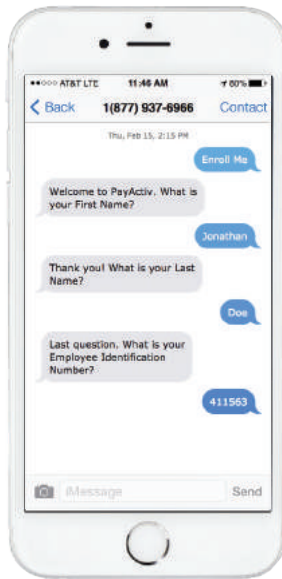 AT&T LTE 11:46 AM 60%
Back 1(877) 937-6966 Contact
Thu, Feb 15, 2:15 PM
Enroll Me
Welcome to PayActiv. What is
your First Name?
Jonathan
Thank you! What is your Last
Name?
Doe
Last question. What is your
Employee Identification
Number?
411563
iMessage Send